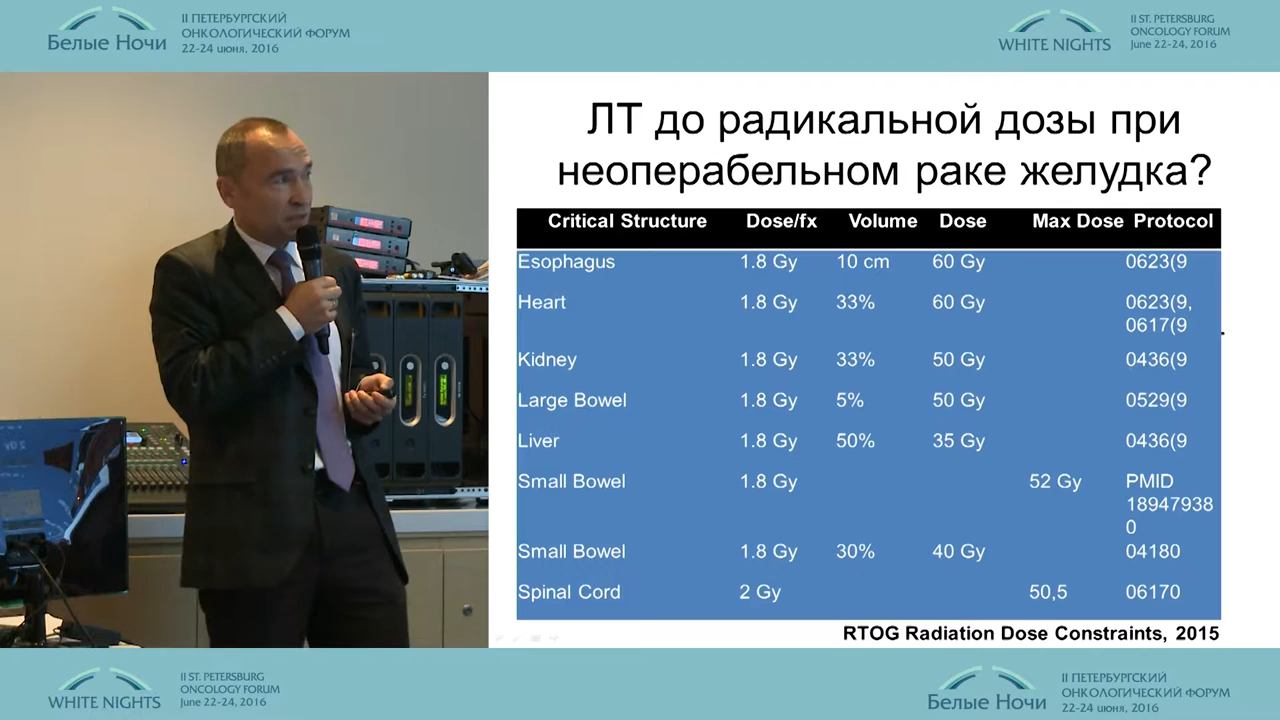 Белые Ночи
II ПЕТЕРБУРГСКИЙ
ОНКОЛОГИЧЕСКИЙ ФОРУМ
22-24 июня, 2016
WHITE NIGHTS
II ST. PETERSBURG
ONCOLOGY FORUM
June 22-24, 2016
ЛТ до радикальной дозы при
неоперабельном раке желудка?
Critical Structure Dose/fx Volume Dose Max Dose Protocol
Esophagus 1.8 Gy 10 cm 60 Gy 0623(9
Heart 1.8 Gy 33% 60 Gy 0623(9,
0617(9
Kidney 1.8 Gy 33% 50 Gy 0436(9
Large Bowel 1.8 Gy 5% 50 Gy 0529(9
Liver 1.8 Gy 50% 35 Gy 0436(9
Small Bowel 1.8 Gy 52 Gy PMID
18947938
0
Small Bowel 1.8 Gy 30% 40 Gy 04180
Spinal Cord 2 Gy 50,5 06170
RTOG Radiation Dose Constraints, 2015
WHITE NIGHTS
II ST. PETERSBURG
ONCOLOGY FORUM
June 22-24, 2016
Белые Ночи
II ПЕТЕРБУРГСКИЙ
ОНКОЛОГИЧЕСКИЙ ФОРУМ
22-24 июня, 2016